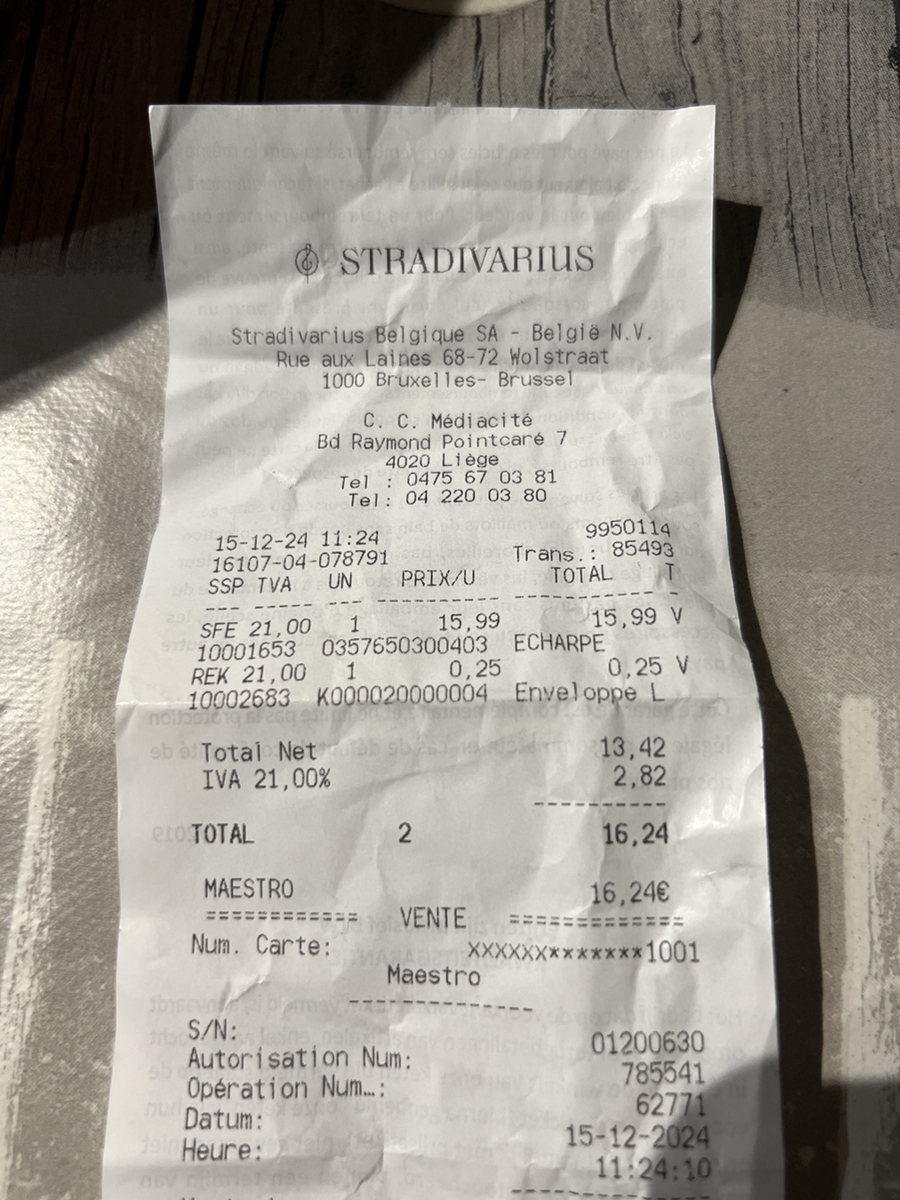 STRADIVARIUS
Stradivarius Belgique SA - België N.V.
Rue aux Laines 68-72 Wolstraat
1000 Bruxelles- Brussel
C. C. Médiacité
Bd Raymond Pointcaré 7
4020 Liège
Tel : 0475 67 03 81
Tel: 04 220 03 80
15-12-24 11:24 9950114
16107-04-078791 Trans.: 85493
SSP TVA UN PRIX/U TOTAL T
--- ------ --- --------- ----------- -
SFE 21,00 1 15,99 15,99 V
10001653 0357650300403 ECHARPE
REK 21,00 1 0,25 0,25 V
10002683 K000020000004 Enveloppe L
Total Net 13,42
IVA 21,00% 2,82
----------
TOTAL 2 16,24
MAESTRO 16,24€
============ VENTE ============
Num. Carte: XXXXXX*******1001
Maestro
--------------
S/N: 01200630
Autorisation Num: 785541
Opération Num…: 62771
Datum: 15-12-2024
Heure: 11:24:10